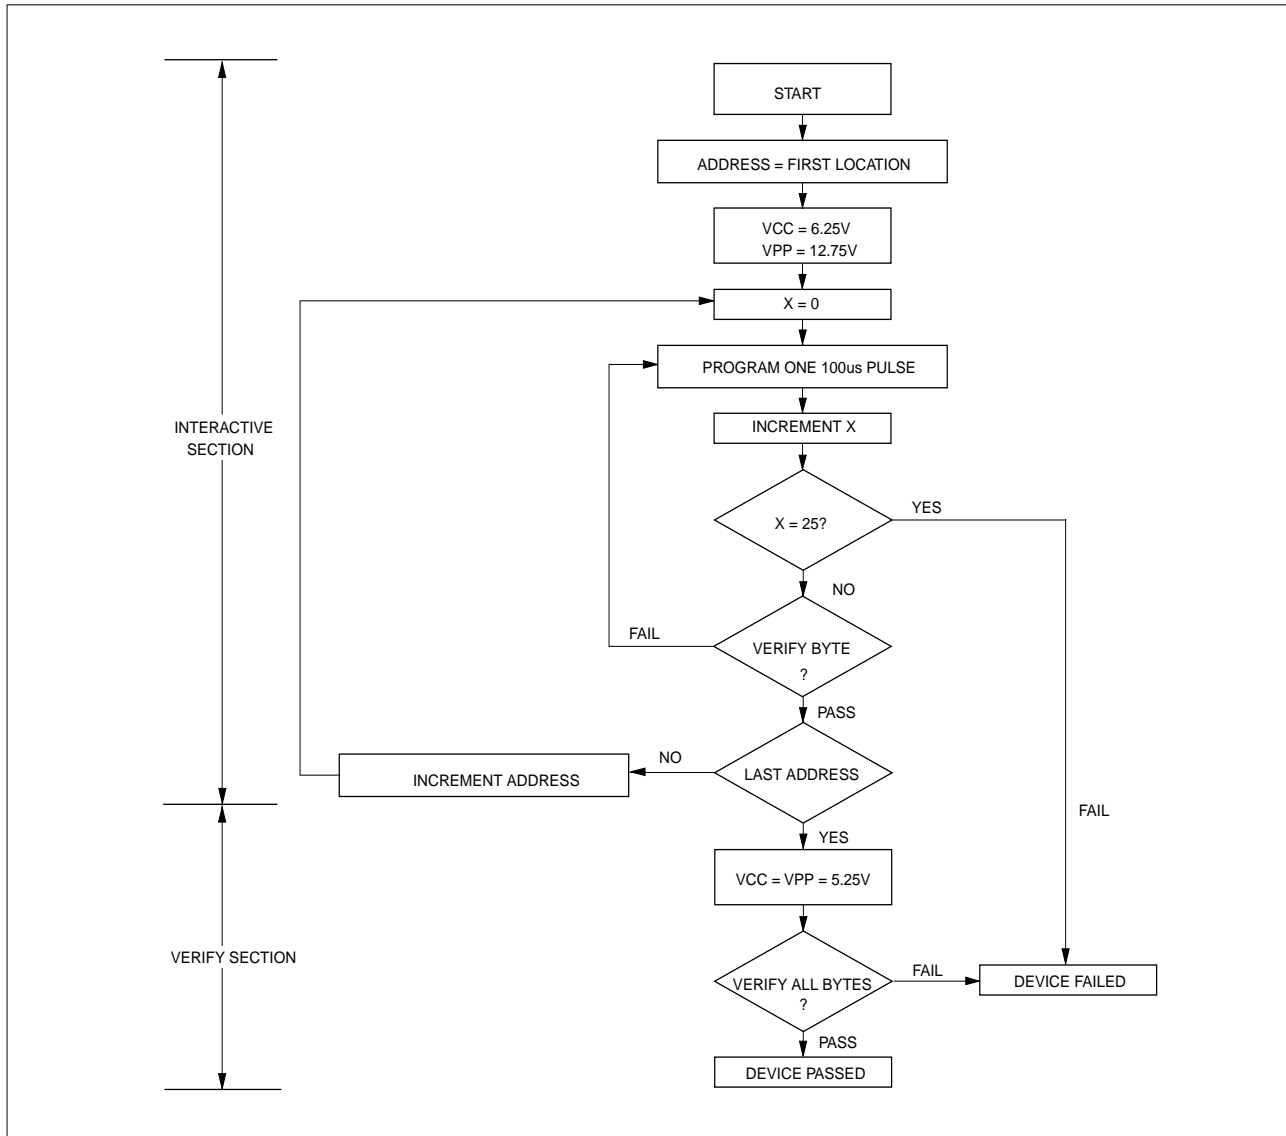 START
ADDRESS = FIRST LOCATION
VCC = 6.25V
VPP = 12.75V
X = 0
PROGRAM ONE 100us PULSE
INTERACTIVE
SECTION
INCREMENT X
X = 25?
YES
NO
FAIL
VERIFY BYTE
?
PASS
NO
LAST ADDRESS
INCREMENT ADDRESS
FAIL
YES
VCC = VPP = 5.25V
VERIFY SECTION
VERIFY ALL BYTES
?
FAIL
DEVICE FAILED
PASS
DEVICE PASSED